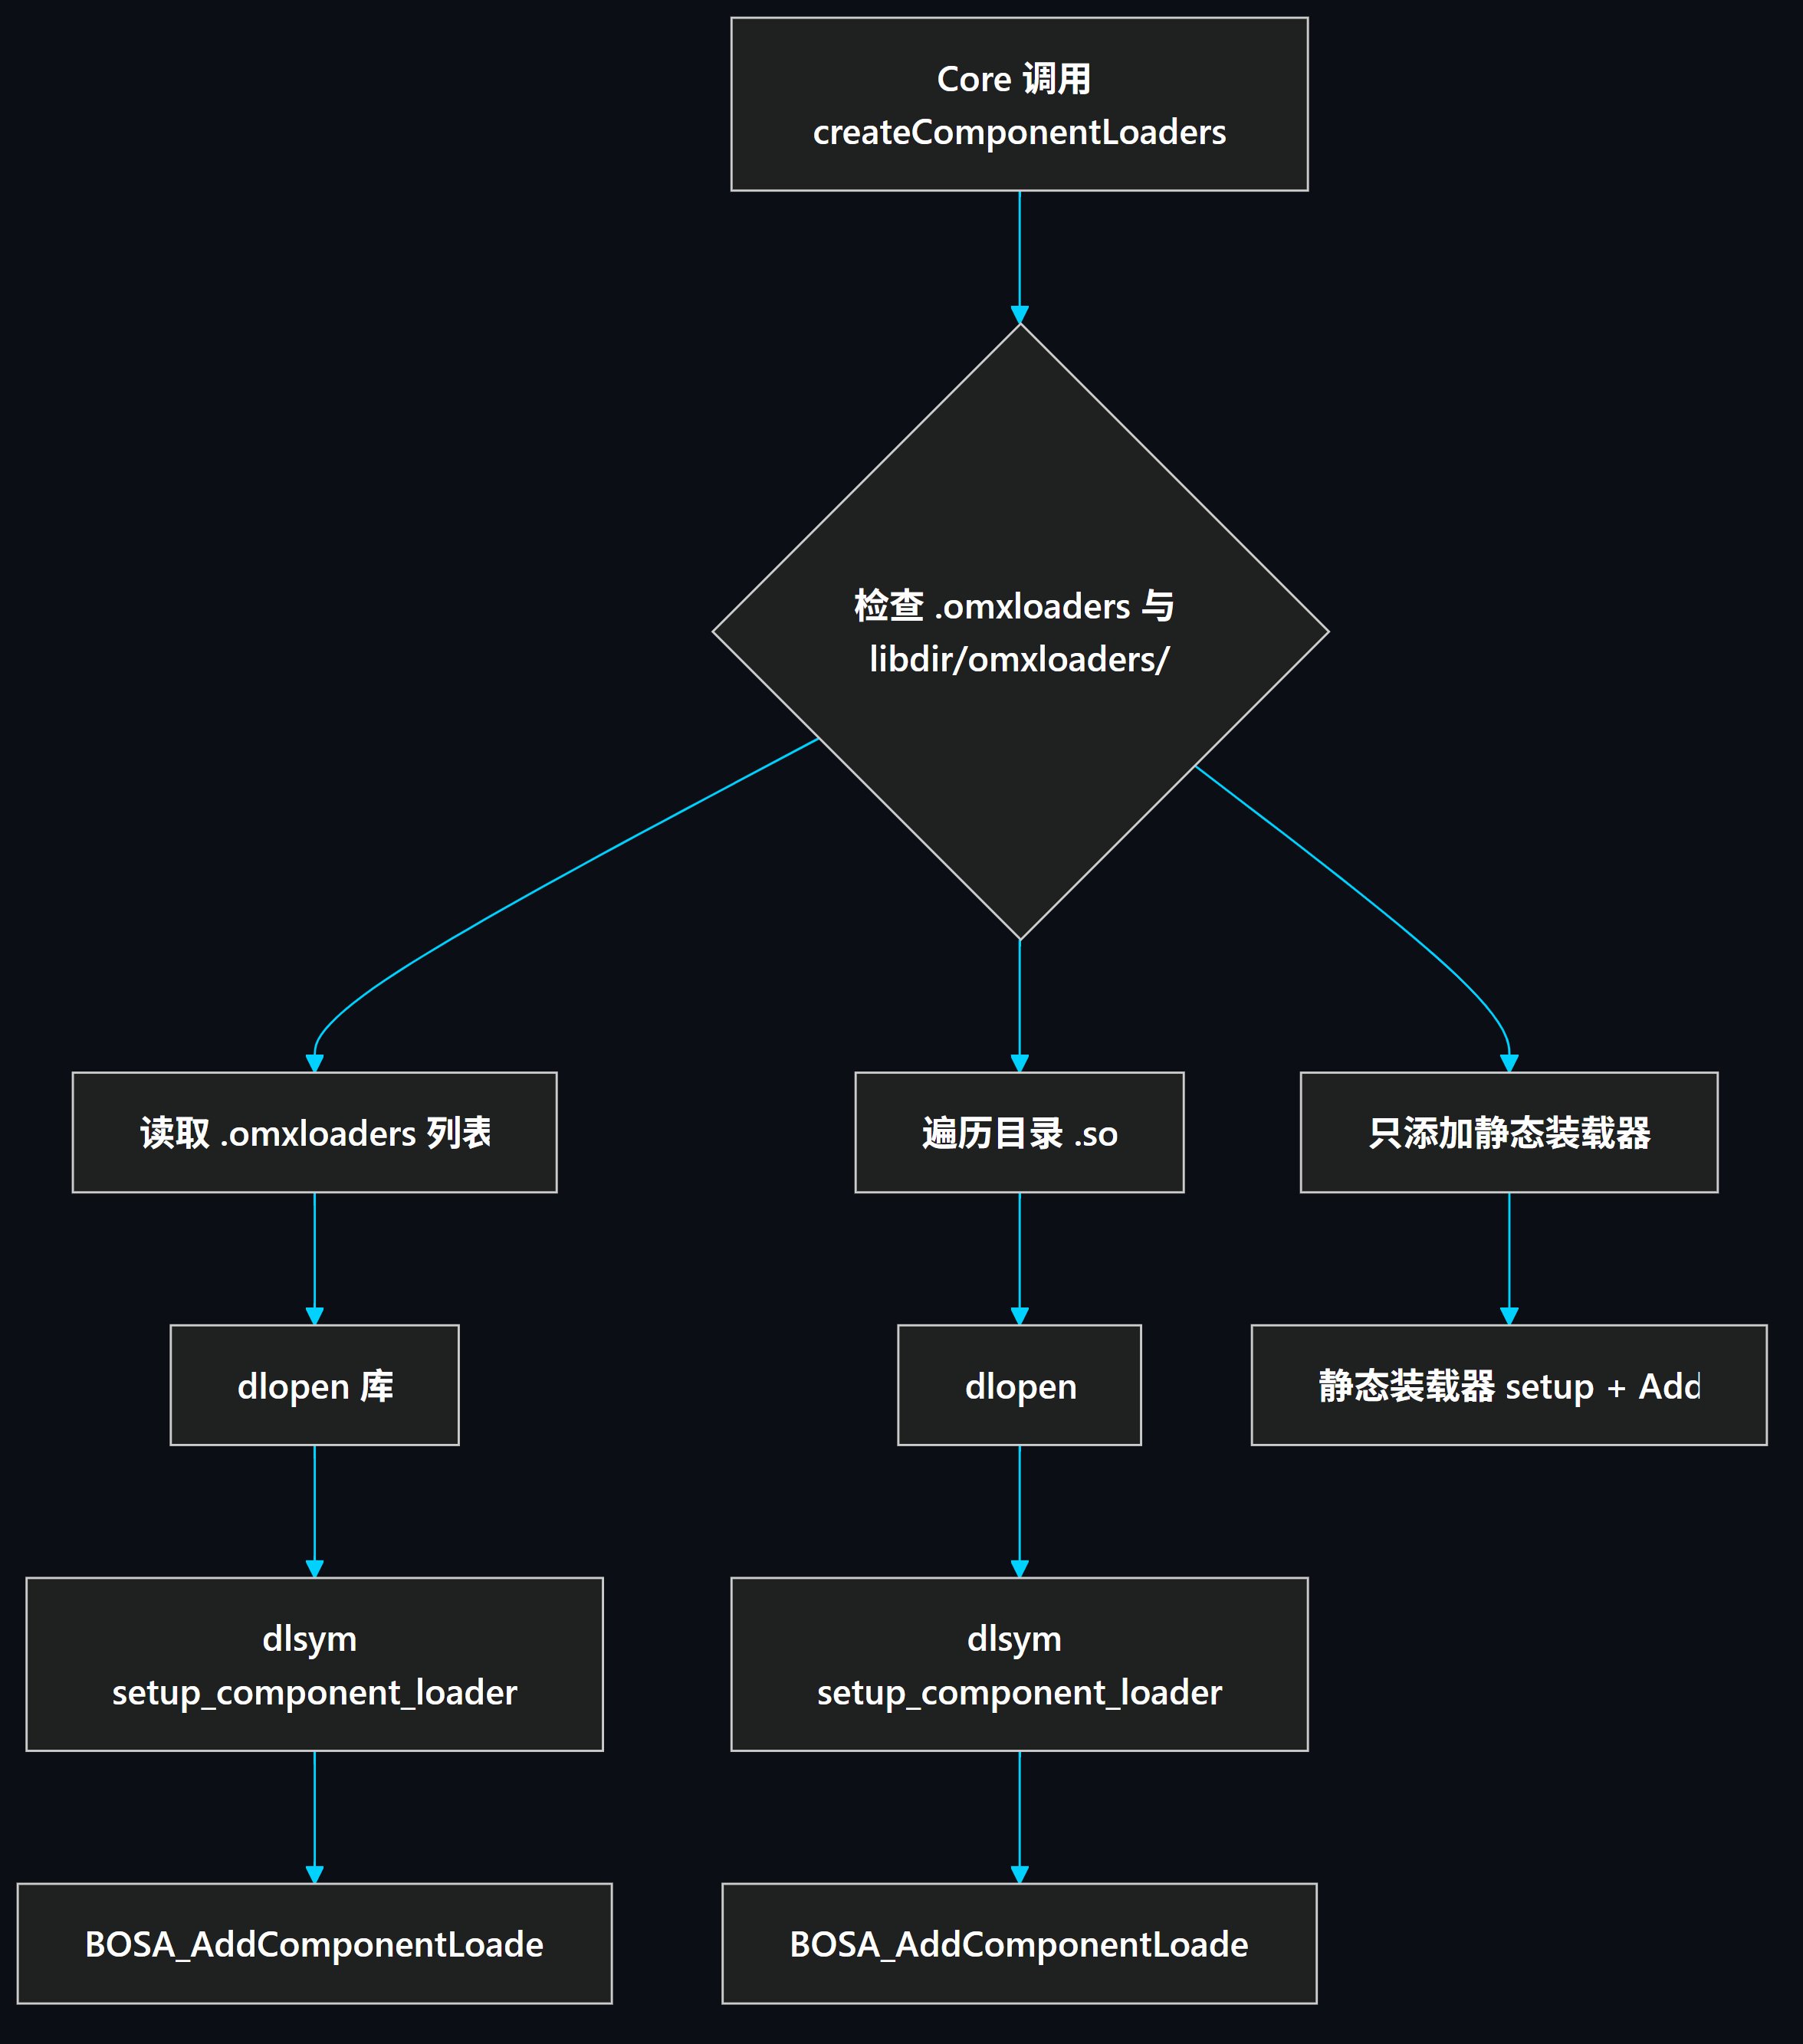 Core 调用
createComponentLoaders
检查 .omxloaders 与
libdir/omxloaders/
读取 .omxloaders 列表
遍历目录 .so
只添加静态装载器
dlopen 库
dlopen
静态装载器 setup + Add
dlsym
setup_component_loader
dlsym
setup_component_loader
BOSA_AddComponentLoade
BOSA_AddComponentLoade